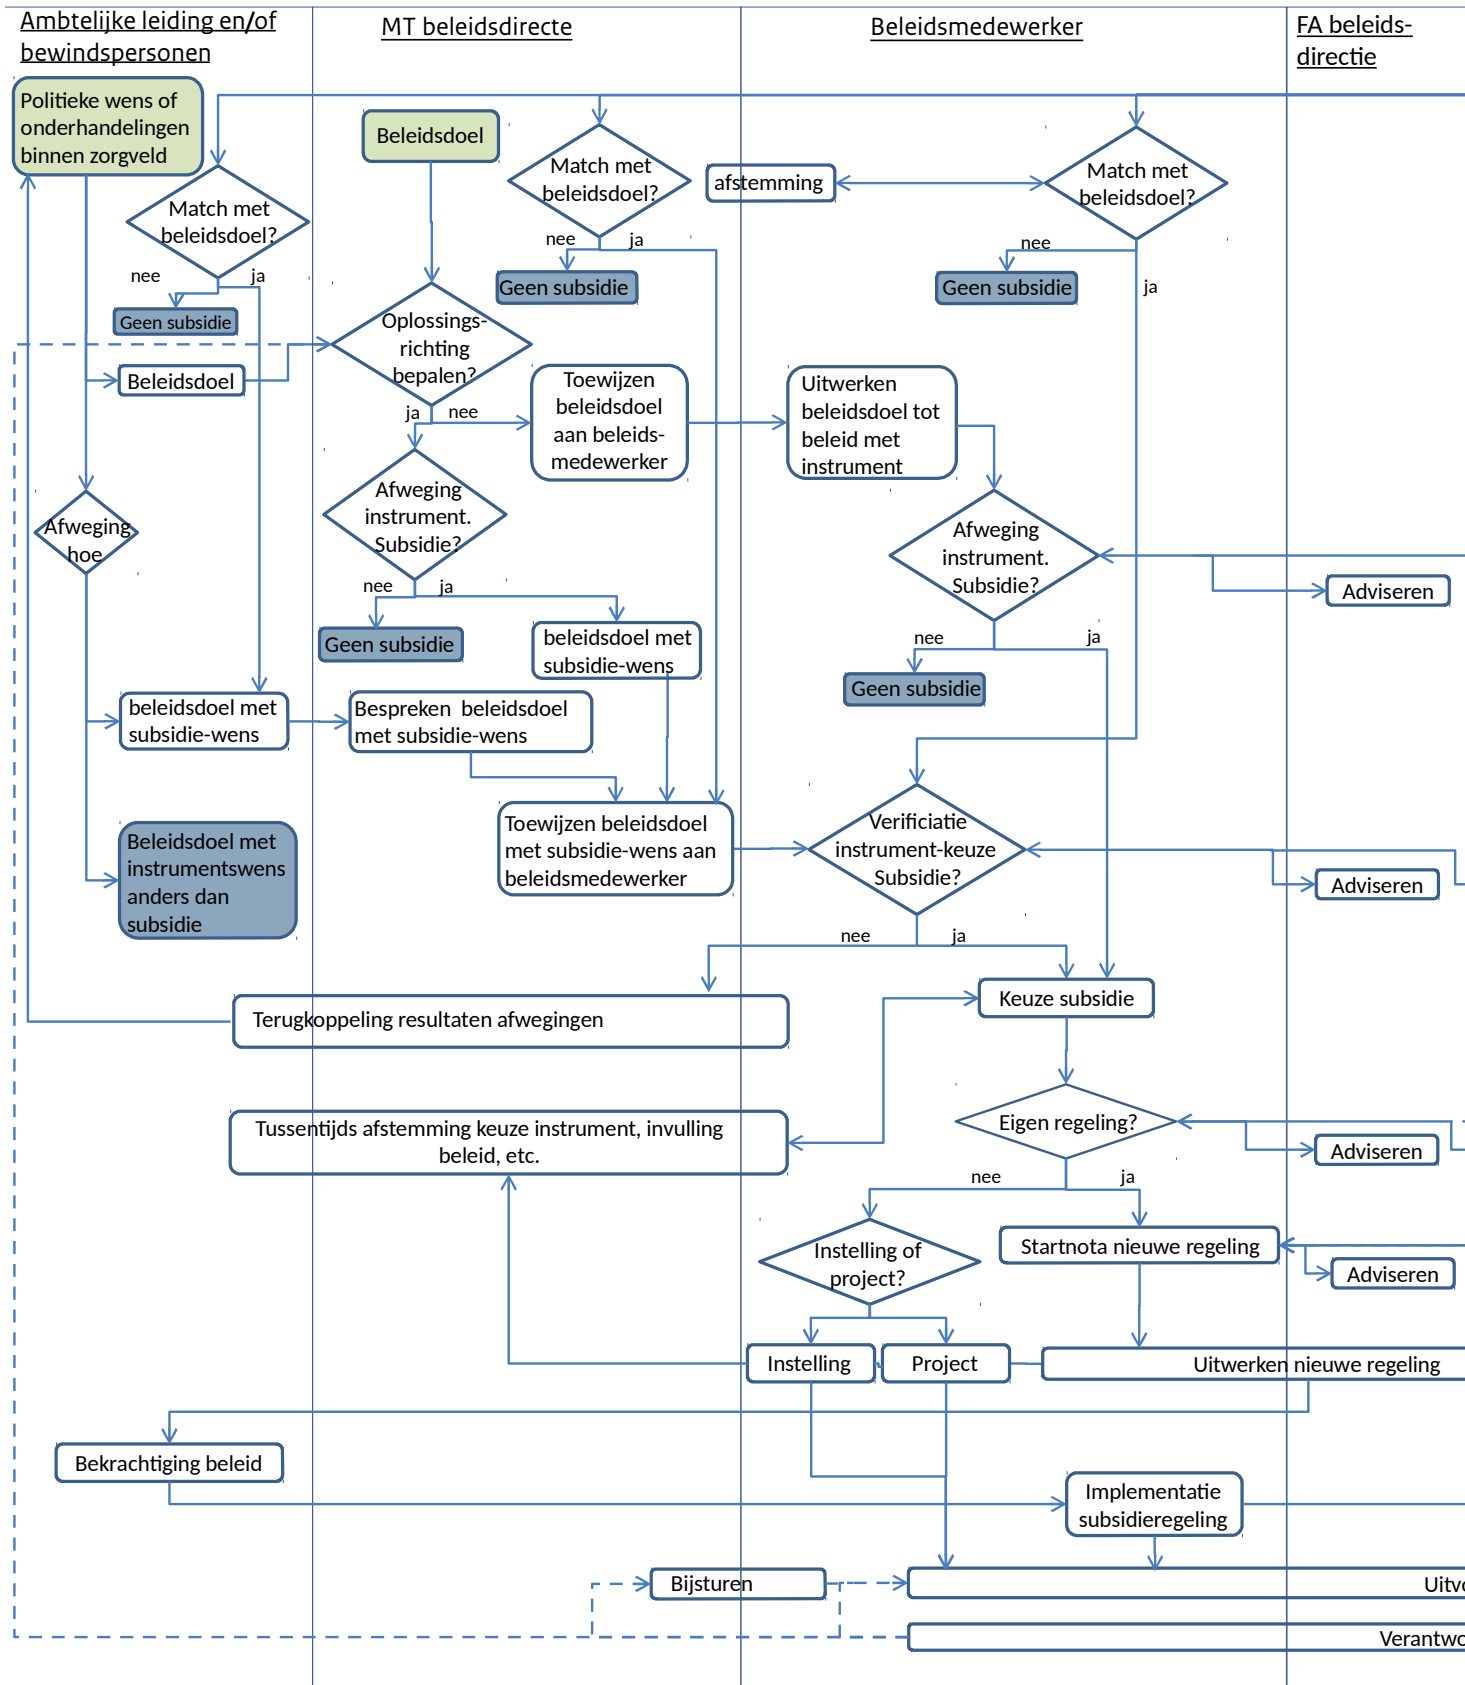 Ambtelijke leiding en/of
bewindspersonen
MT beleidsdirecte
Beleidsmedewerker
FA beleids-
directie
Politieke wens of
onderhandelingen
binnen zorgveld
Match met
beleidsdoel?
nee
ja
Geen subsidie
Beleidsdoel
Afweging
hoe
beleidsdoel met
subsidie-wens
Beleidsdoel met
instrumentswens
anders dan
subsidie
Beleidsdoel
Match met
beleidsdoel?
nee
ja
Geen subsidie
Oplossings-
richting
bepalen?
ja
nee
Toewijzen
beleidsdoel
aan beleids-
medewerker
Afweging
instrument.
Subsidie?
nee
ja
Geen subsidie
beleidsdoel met
subsidie-wens
Bespreken beleidsdoel
met subsidie-wens
Toewijzen beleidsdoel
met subsidie-wens aan
beleidsmedewerker
afstemming
Match met
beleidsdoel?
nee
ja
Geen subsidie
Uitwerken
beleidsdoel tot
beleid met
instrument
Afweging
instrument.
Subsidie?
nee
ja
Geen subsidie
Adviseren
Verificiatie
instrument-keuze
Subsidie?
nee
ja
Adviseren
Keuze subsidie
Terugkoppeling resultaten afwegingen
Tussentijds afstemming keuze instrument, invulling
beleid, etc.
Eigen regeling?
nee
ja
Adviseren
Instelling of
project?
Startnota nieuwe regeling
Adviseren
Instelling
Project
Uitwerken nieuwe regeling
Bekrachtiging beleid
Implementatie
subsidieregeling
Bijsturen
Uitvo
Verantwo